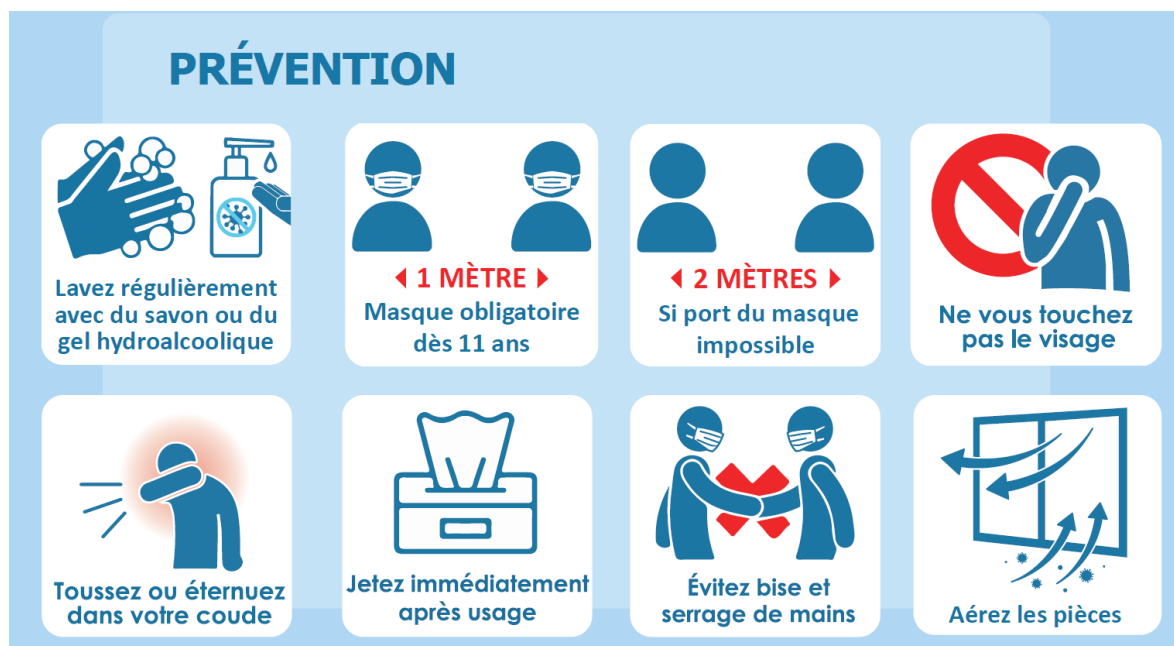 PRÉVENTION
Lavez régulièrement
avec du savon ou du
gel hydroalcoolique
1 MÈTRE
Masque obligatoire
dès 11 ans
2 MÈTRES
Si port du masque
impossible
Ne vous touchez
pas le visage
Toussez ou éternuez
dans votre coude
Jetez immédiatement
après usage
Évitez bise et
serrage de mains
Aérez les pièces